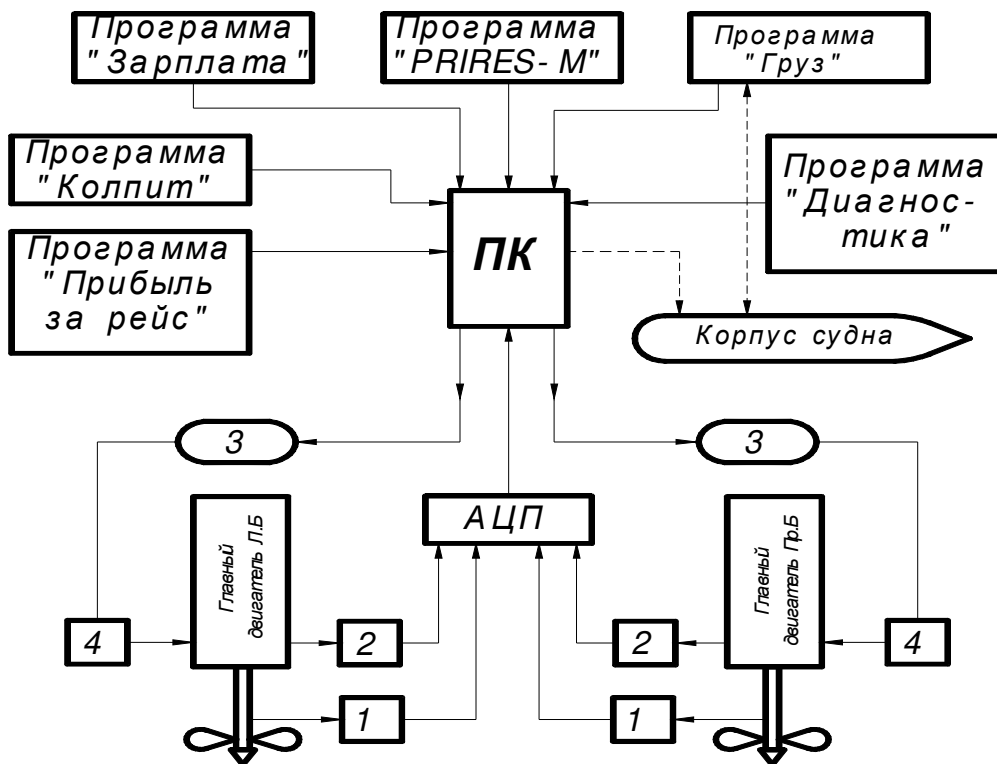 Программа
"Зарплата"
Программа
"PRIRES-M"
Программа
"Груз"
Программа
"Колпит"
Программа
"Диагнос-
тика"
Программа
"Прибыль
за рейс"
ПК
Корпус судна
3
3
АЦП
Главный
двигатель Л.Б
Главный
двигатель Пр.Б
4
2
2
4
1
1